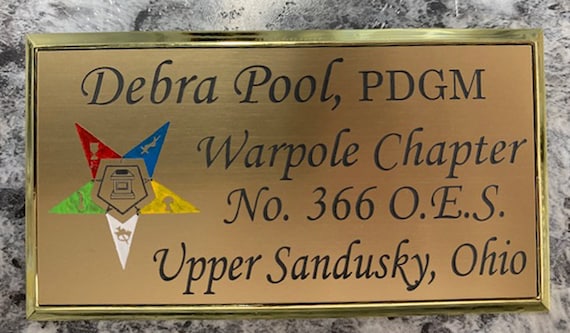 Debra Pool, PDGM
Warpole Chapter
No. 366 O.E.S.
Upper Sandusky, Ohio